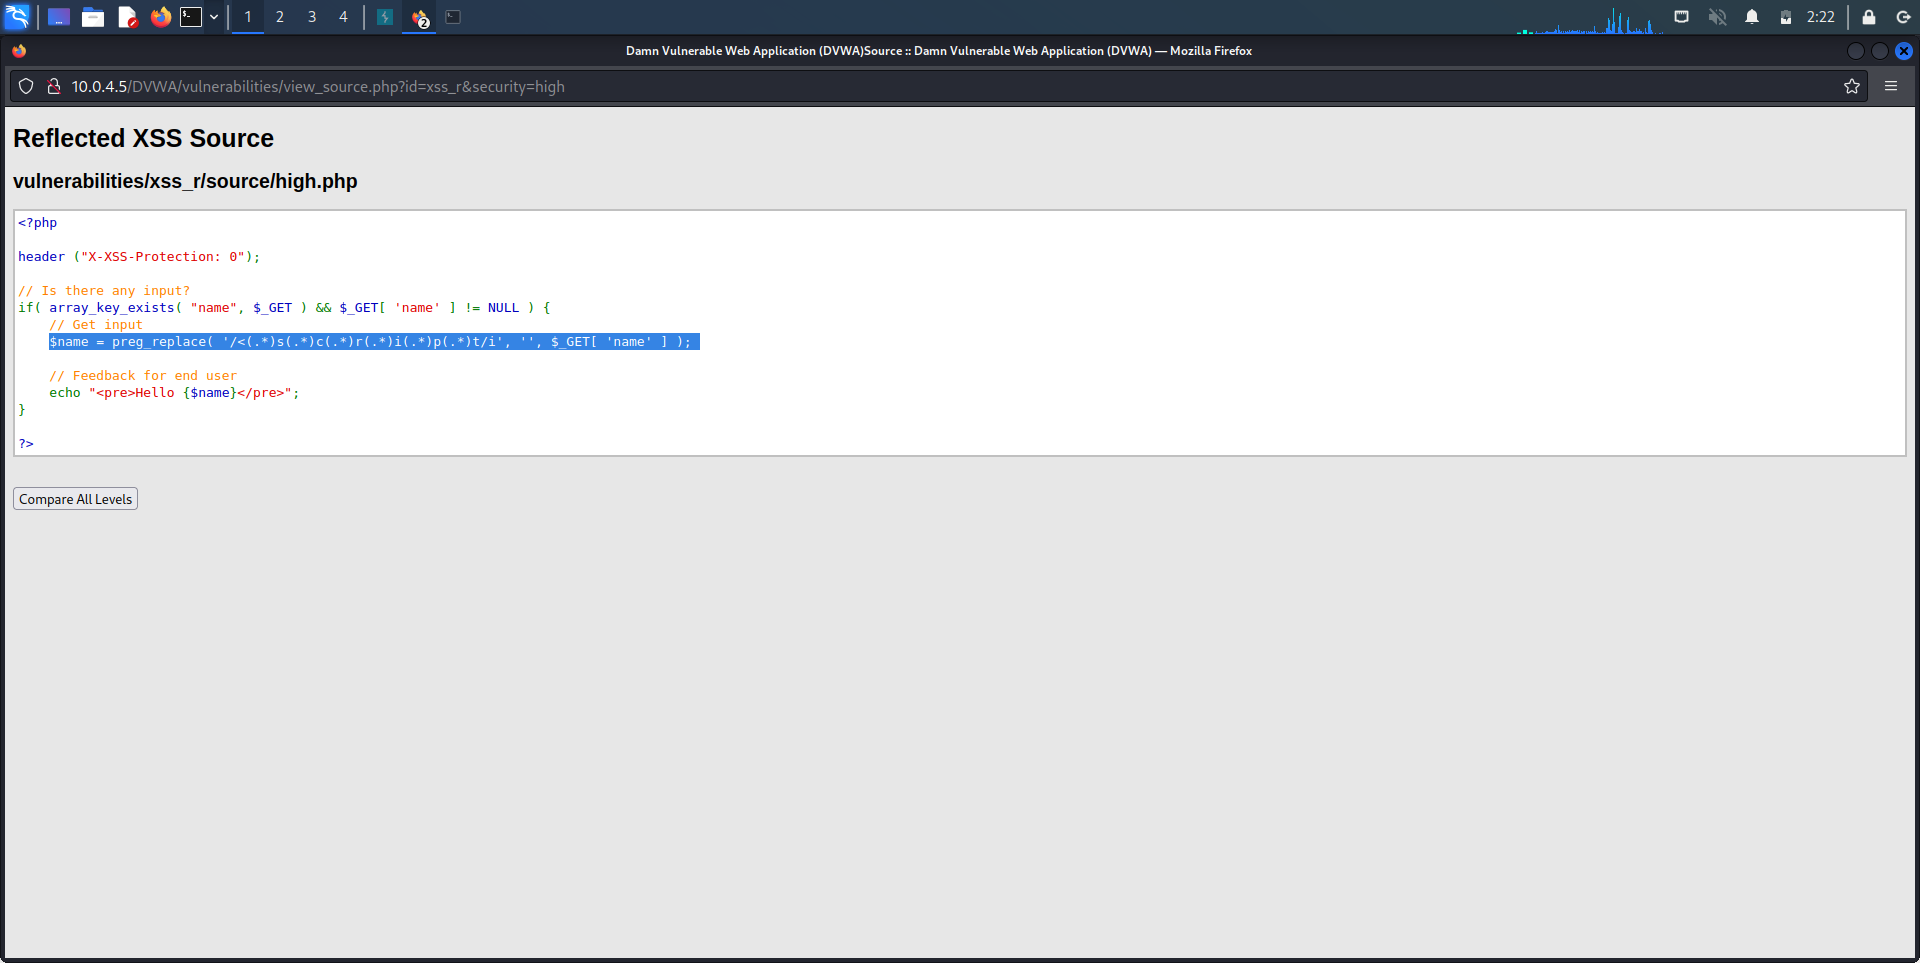 1 2 3 4 2 2:22
Damn Vulnerable Web Application (DVWA)Source :: Damn Vulnerable Web Application (DVWA) — Mozilla Firefox
10.0.4.5/DVWA/vulnerabilities/view_source.php?id=xss_r&security=high
Reflected XSS Source
vulnerabilities/xss_r/source/high.php
<?php
header ("X-XSS-Protection: 0");
// Is there any input?
if( array_key_exists( "name", $_GET ) && $_GET[ 'name' ] != NULL ) {
    // Get input
    $name = preg_replace( '/<(.*)s(.*)c(.*)r(.*)i(.*)p(.*)t/i', '', $_GET[ 'name' ] );
    // Feedback for end user
    echo "<pre>Hello {$name}</pre>";
}
?>
Compare All Levels